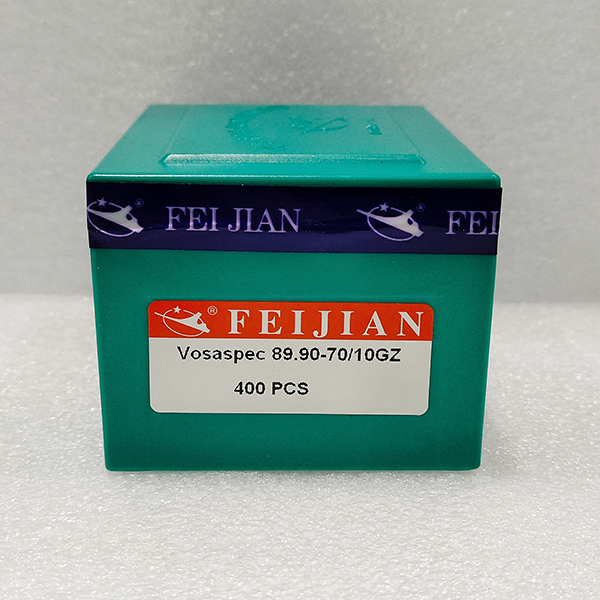 FEI JIAN
FEI
® FEIJIAN
Vosaspec 89.90-70/10GZ
400 PCS